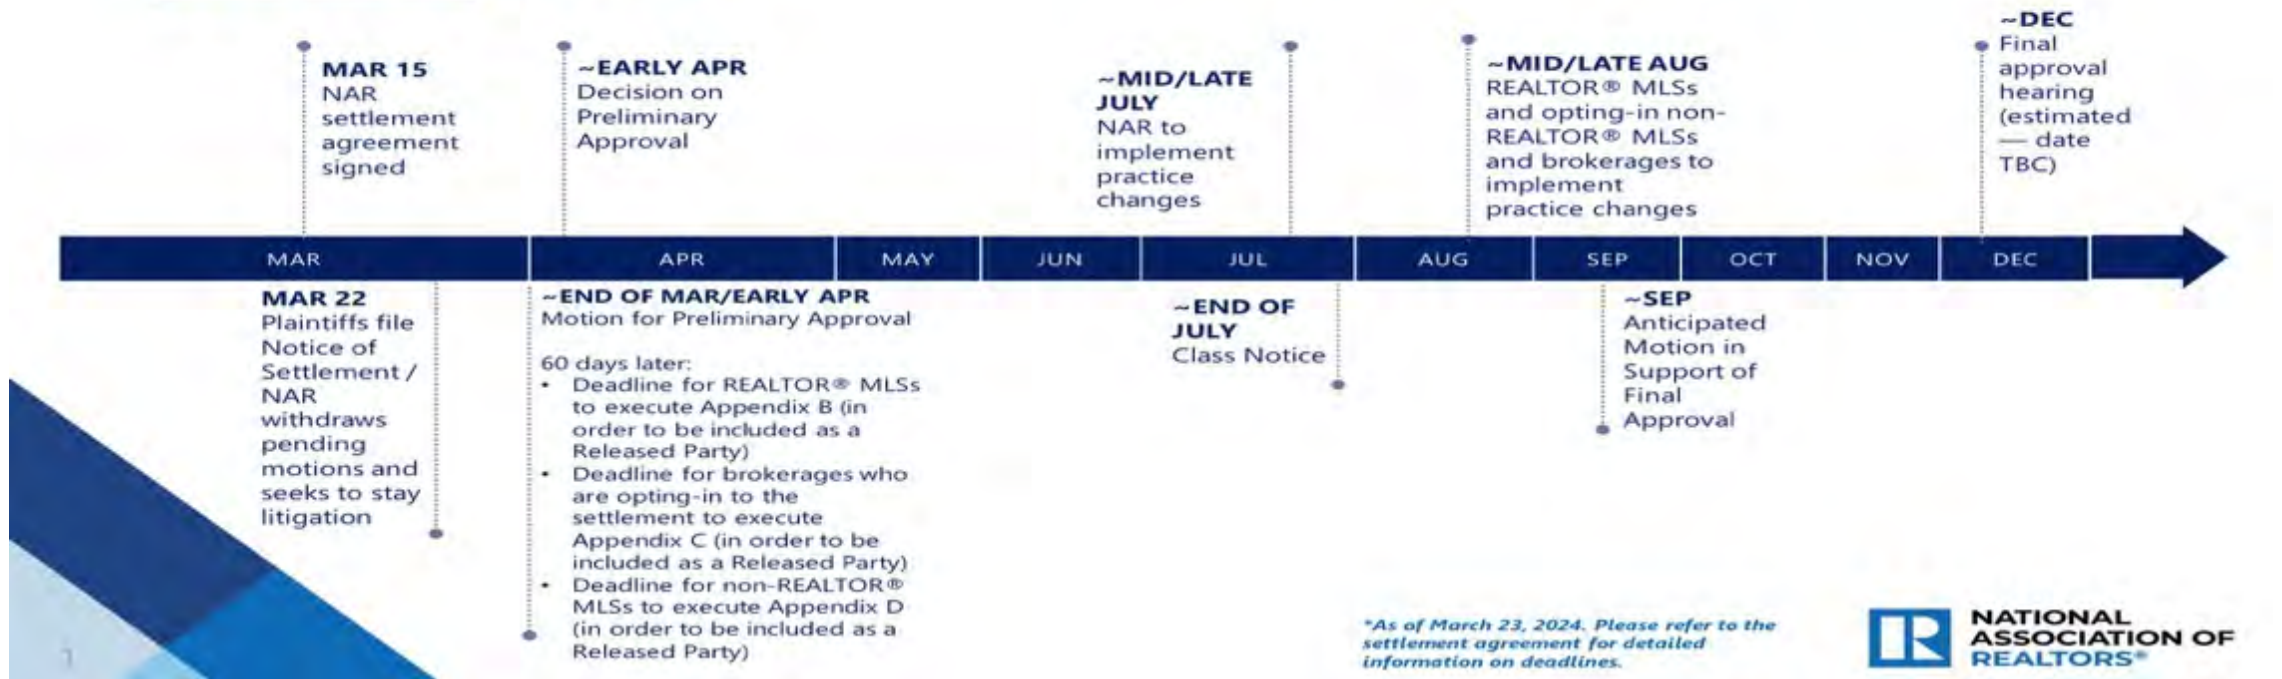 MAR 15
NAR
settlement
agreement
signed
~EARLY APR
Decision on
Preliminary
Approval
~MID/LATE
JULY
NAR to
implement
practice
changes
~MID/LATE AUG
REALTOR® MLSs
and opting-in non-
REALTOR® MLSs
and brokerages to
implement
practice changes
~DEC
Final
approval
hearing
(estimated
— date
TBC)
MAR
APR
MAY
JUN
JUL
AUG
SEP
OCT
NOV
DEC
MAR 22
Plaintiffs file
Notice of
Settlement /
NAR
withdraws
pending
motions and
seeks to stay
litigation
~END OF MAR/EARLY APR
Motion for Preliminary Approval
60 days later:
• Deadline for REALTOR® MLSs
to execute Appendix B (in
order to be included as a
Released Party)
• Deadline for brokerages who
are opting-in to the
settlement to execute
Appendix C (in order to be
included as a Released Party)
• Deadline for non-REALTOR®
MLSs to execute Appendix D
(in order to be included as a
Released Party)
~END OF
JULY
Class Notice
~SEP
Anticipated
Motion in
Support of
Final
Approval
*As of March 23, 2024. Please refer to the
settlement agreement for detailed
information on deadlines.
NATIONAL
ASSOCIATION OF
REALTORS®
1